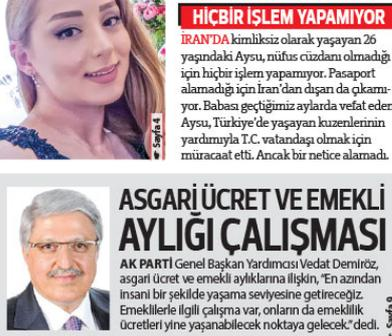 HİÇBİR İŞLEM YAPAMIYOR
İRAN'DA kimliksiz olarak yaşayan 26
yaşındaki Aysu, nüfus cüzdanı olmadığı
için hiçbir işlem yapamıyor. Pasaport
alamadığı için İran'dan dışarı da çıkamı-
yor. Babası geçtiğimiz aylarda vefat eden
Aysu, Türkiye'de yaşayan kuzenlerinin
yardımıyla T.C. vatandaşı olmak için
müracaat etti. Ancak bir netice alamadı.
Sayfa 4
ASGARİ ÜCRET VE EMEKLİ
AYLIĞI ÇALIŞMASI
AK PARTİ Genel Başkan Yardımcısı Vedat Demiröz,
asgari ücret ve emekli aylıklarına ilişkin, "En azından
insani bir şekilde yaşama seviyesine getireceğiz.
Emeklilerle ilgili çalışma var, onların da emeklilik
ücretleri yine yaşanabilecek noktaya gelecek" dedi.